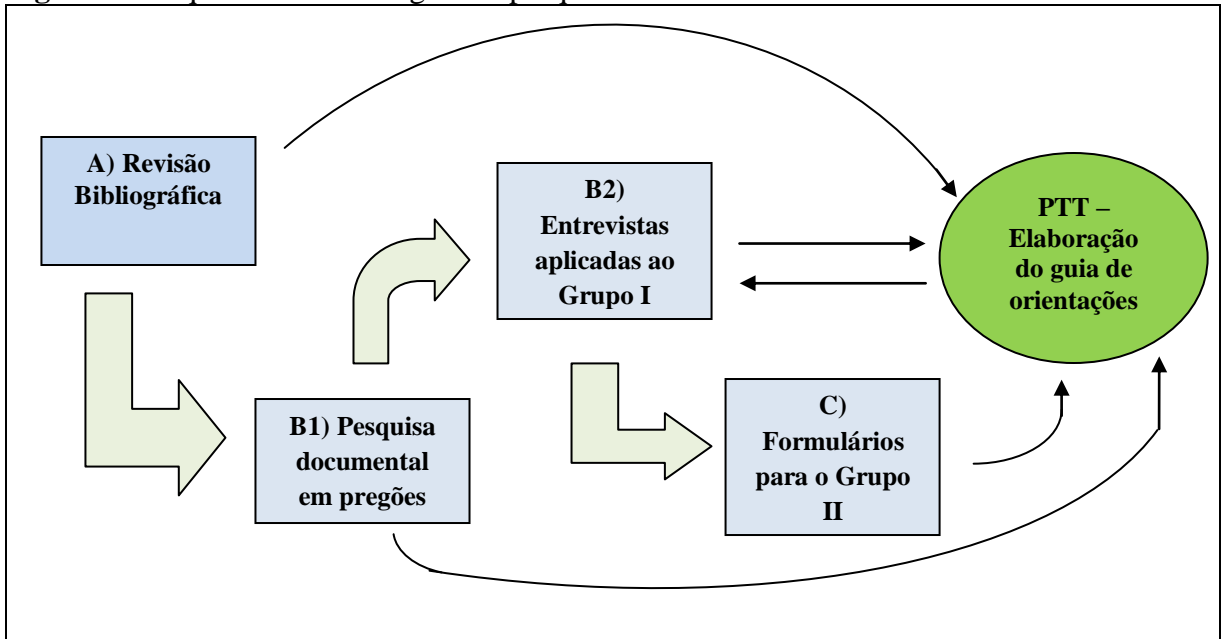 A) Revisão
Bibliográfica
B1) Pesquisa
documental
em pregões
B2)
Entrevistas
aplicadas ao
Grupo I
C)
Formulários
para o Grupo
II
PTT –
Elaboração
do guia de
orientações